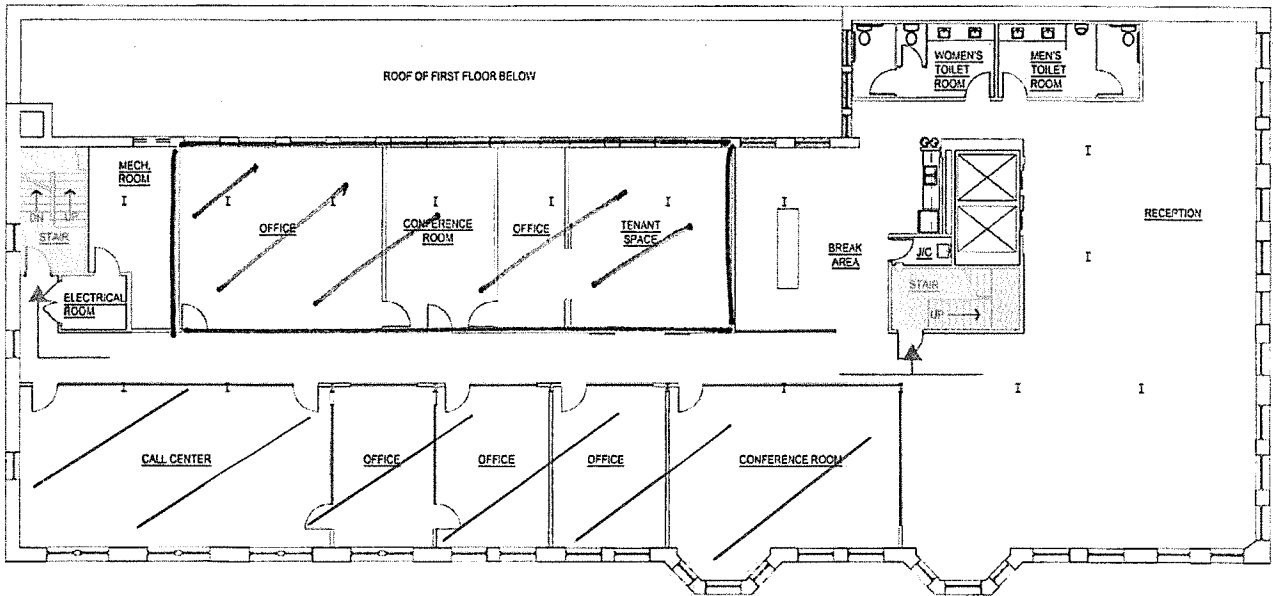 ROOF OF FIRST FLOOR BELOW
WOMEN'S
TOILET
ROOM
MEN'S
TOILET
ROOM
MECH.
ROOM
DN
UP
STAIR
ELECTRICAL
ROOM
OFFICE
CONFERENCE
ROOM
OFFICE
TENANT
SPACE
BREAK
AREA
J/C
STAIR
UP
RECEPTION
CALL CENTER
OFFICE
OFFICE
OFFICE
CONFERENCE ROOM